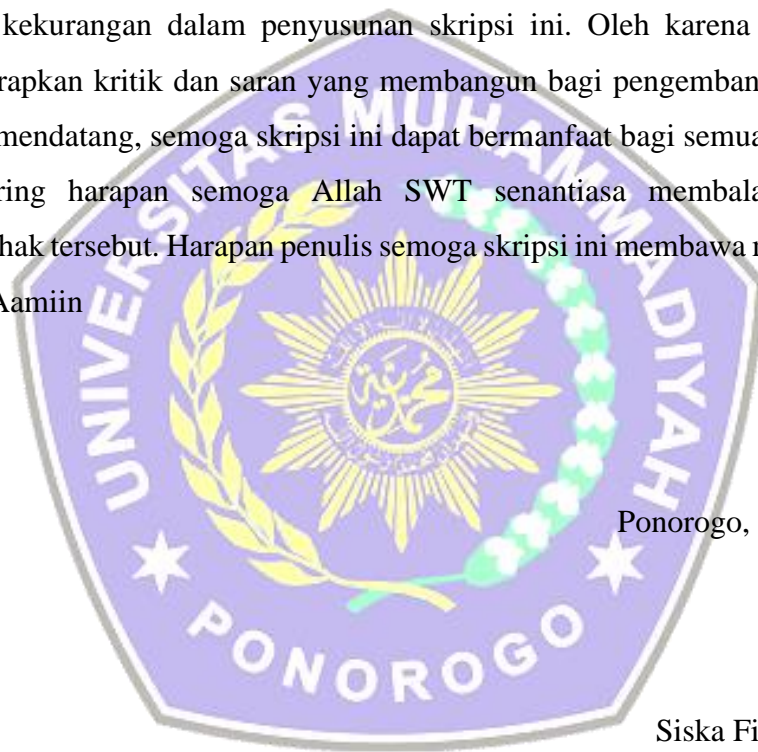 kekurangan dalam penyusunan skripsi ini. Oleh karena
rapkan kritik dan saran yang membangun bagi pengemban
mendatang, semoga skripsi ini dapat bermanfaat bagi semua
ring harapan semoga Allah SWT senantiasa membala
hak tersebut. Harapan penulis semoga skripsi ini membawa
Aamiin
UNIVERSITAS MUHAMMADIYAH
محمدية
Ponorogo,
PONOROGO
Siska Fi